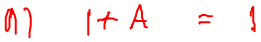 n) 1 + A = 1